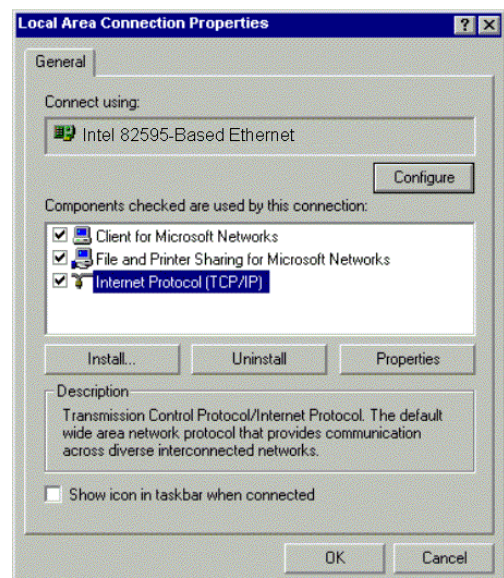 Local Area Connection Properties
General
Connect using:
Intel 82595-Based Ethernet
Configure
Components checked are used by this connection:
Client for Microsoft Networks
File and Printer Sharing for Microsoft Networks
Internet Protocol (TCP/IP)
Install... Uninstall Properties
Description
Transmission Control Protocol/Internet Protocol. The default
wide area network protocol that provides communication
across diverse interconnected networks.
Show icon in taskbar when connected
OK Cancel